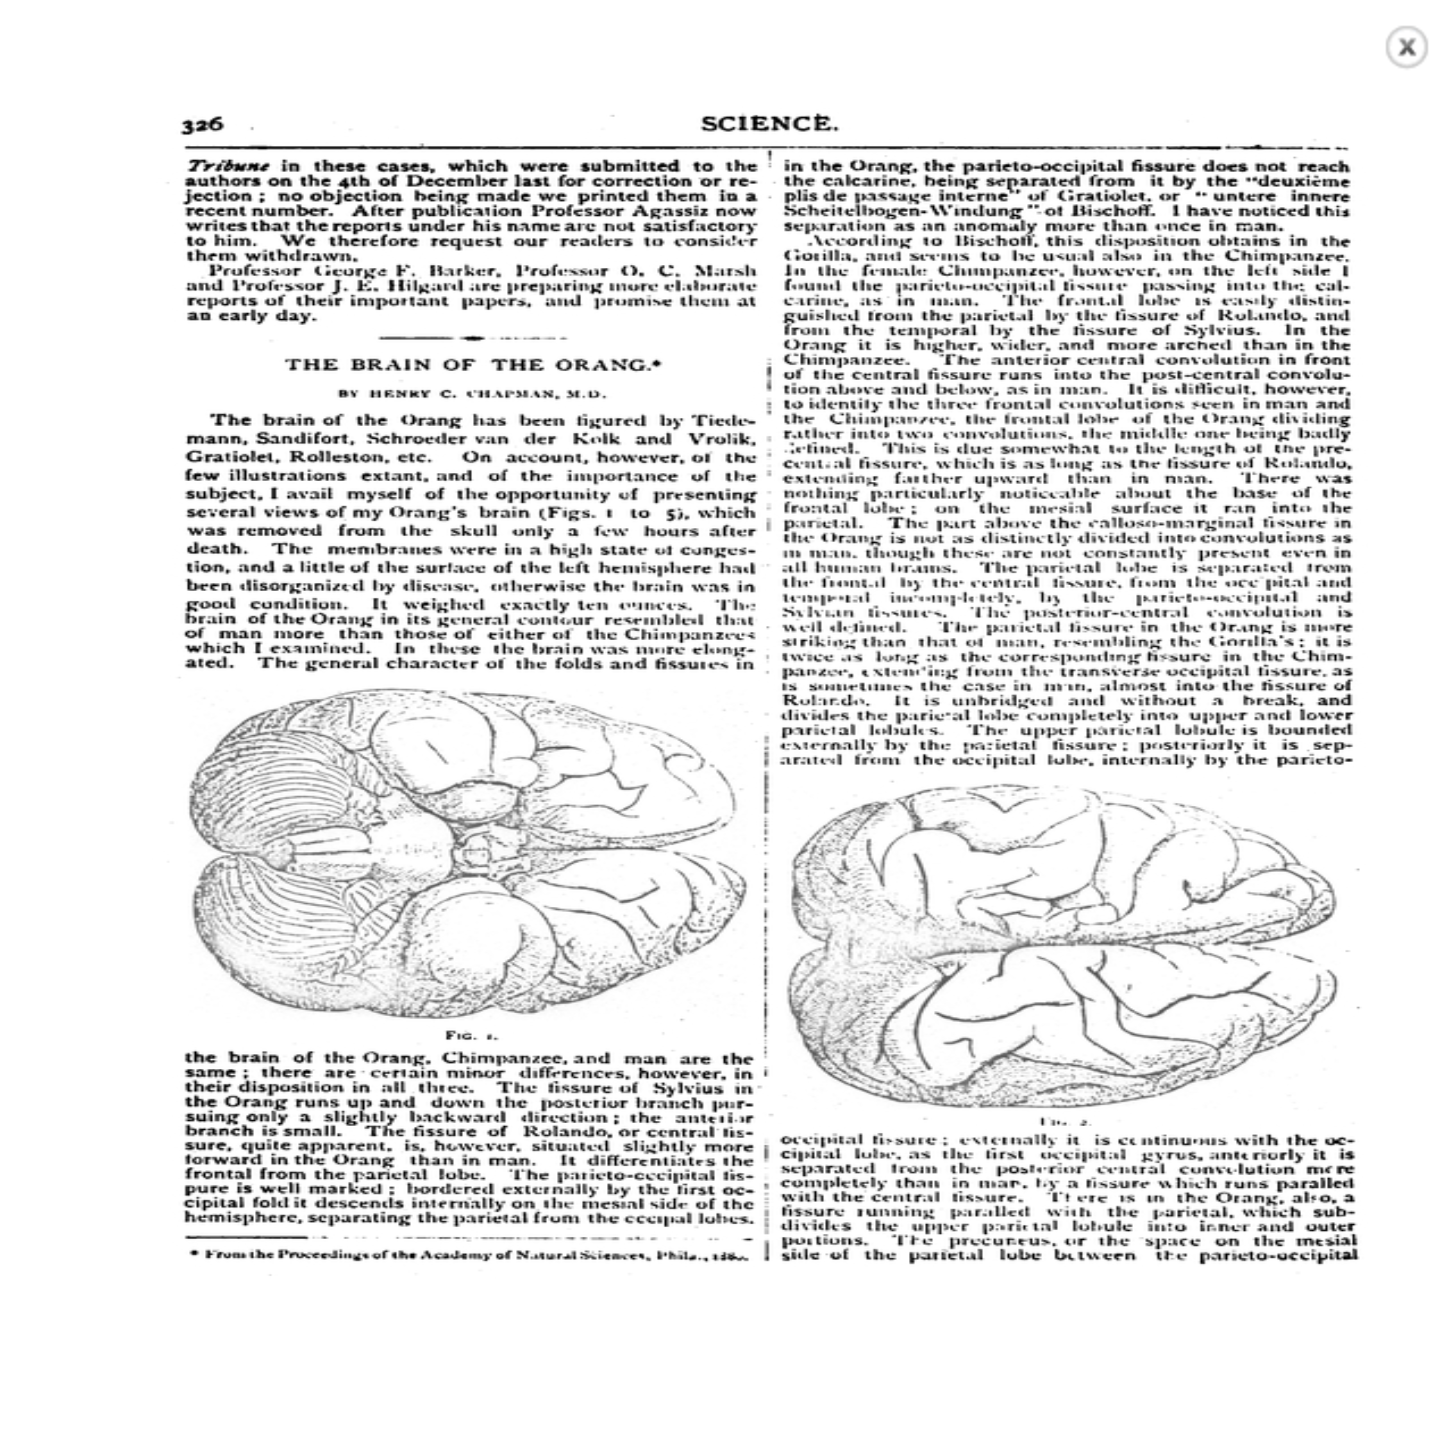 326
SCIENCE.
Tribune in these cases, which were submitted to the
authors on the 4th of December last for correction or re-
jection ; no objection being made we printed them in a
recent number. After publication Professor Agassiz now
writes that the reports under his name are not satisfactory
to him. We therefore request our readers to consider
them withdrawn.
Professor George F. Barker, Professor O. C. Marsh
and Professor J. E. Hilgard are preparing more elaborate
reports of their important papers, and promise them at
an early day.
THE BRAIN OF THE ORANG.*
BY HENRY C. CHAPMAN, M.D.
The brain of the Orang has been figured by Tiede-
mann, Sandifort, Schroeder van der Kolk and Vrolik,
Gratiolet, Rolleston, etc. On account, however, of the
few illustrations extant, and of the importance of the
subject, I avail myself of the opportunity of presenting
several views of my Orang's brain (Figs. 1 to 5), which
was removed from the skull only a few hours after
death. The membranes were in a high state of conges-
tion, and a little of the surface of the left hemisphere had
been disorganized by disease, otherwise the brain was in
good condition. It weighed exactly ten ounces. The
brain of the Orang in its general contour resembled that
of man more than those of either of the Chimpanzees
which I examined. In these the brain was more elong-
ated. The general character of the folds and fissures in
FIG. 1.
the brain of the Orang, Chimpanzee, and man are the
same ; there are certain minor differences, however, in
their disposition in all three. The fissure of Sylvius in
the Orang runs up and down the posterior branch pur-
suing only a slightly backward direction ; the anterior
branch is small. The fissure of Rolando, or central fis-
sure, quite apparent, is, however, situated slightly more
forward in the Orang than in man. It differentiates the
frontal from the parietal lobe. The parieto-occipital fis-
pure is well marked ; bordered externally by the first oc-
cipital fold it descends internally on the mesial side of the
hemisphere, separating the parietal from the occipal lobes.
* From the Proceedings of the Academy of Natural Sciences, Phila.,
in the Orang, the parieto-occipital fissure does not reach
the calcarine, being separated from it by the "deuxième
plis de passage interne" of Gratiolet, or " untere innere
Scheitelbogen-Windung " of Bischoff. I have noticed this
separation as an anomaly more than once in man.
According to Bischoff, this disposition obtains in the
Gorilla, and seems to be usual also in the Chimpanzee.
In the female Chimpanzee, however, on the left side I
found the parieto-occipital fissure passing into the cal-
carine, as in man. The frontal lobe is easily distin-
guished from the parietal by the fissure of Rolando, and
from the temporal by the fissure of Sylvius. In the
Orang it is higher, wider, and more arched than in the
Chimpanzee. The anterior central convolution in front
of the central fissure runs into the post-central convolu-
tion above and below, as in man. It is difficult, however,
to identify the three frontal convolutions seen in man and
the Chimpanzee, the frontal lobe of the Orang dividing
rather into two convolutions, the middle one being badly
defined. This is due somewhat to the length of the pre-
central fissure, which is as long as the fissure of Rolando,
extending farther upward than in man. There was
nothing particularly noticeable about the base of the
frontal lobe ; on the mesial surface it ran into the
parietal. The part above the calloso-marginal fissure in
the Orang is not as distinctly divided into convolutions as
in man, though these are not constantly present even in
all human brains. The parietal lobe is separated from
the frontal by the central fissure, from the occipital and
temporal incompletely, by the parieto-occipital and
Sylvian fissures. The posterior-central convolution is
well defined. The parietal fissure in the Orang is more
striking than that of man, resembling the Gorilla's ; it is
twice as long as the corresponding fissure in the Chim-
panzee, extending from the transverse occipital fissure, as
is sometimes the case in man, almost into the fissure of
Rolando. It is unbridged and without a break, and
divides the parietal lobe completely into upper and lower
parietal lobules. The upper parietal lobule is bounded
externally by the parietal fissure ; posteriorly it is sep-
arated from the occipital lobe, internally by the parieto-
FIG. 2.
occipital fissure ; externally it is continuous with the oc-
cipital lobe, as the first occipital gyrus, anteriorly it is
separated from the posterior central convolution more
completely than in man, by a fissure which runs paralled
with the central fissure. There is in the Orang, also, a
fissure running paralled with the parietal, which sub-
divides the upper parietal lobule into inner and outer
portions. The precuneus, or the space on the mesial
side of the parietal lobe between the parieto-occipital